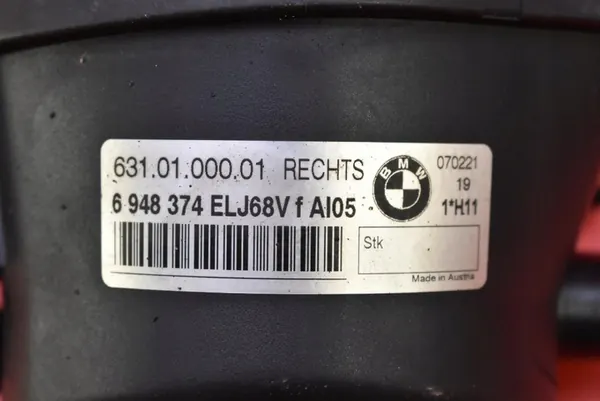 631.01.000.01 RECHTS
6 948 374 ELJ68V f AI05
BMW
070221
19
1*H11
Stk
Made in Austria